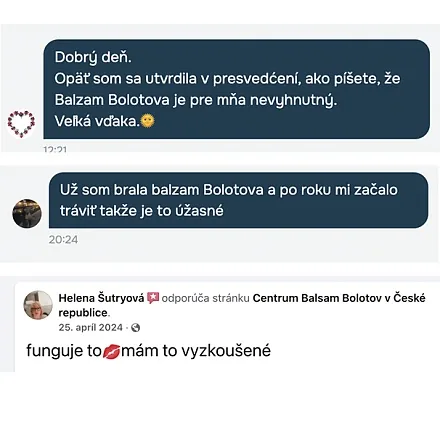 Dobrý deň.
Opäť som sa utvrdila v presvedćení, ako píšete, že
Balzam Bolotova je pre mňa nevyhnutný.
Veľká vďaka.🌞
12:21
Už som brala balzam Bolotova a po roku mi začalo
tráviť takže je to úžasné
20:24
Helena Šutryová odporúča stránku Centrum Balsam Bolotov v České
republice.
25. apríl 2024 ·
funguje to💋mám to vyzkoušené